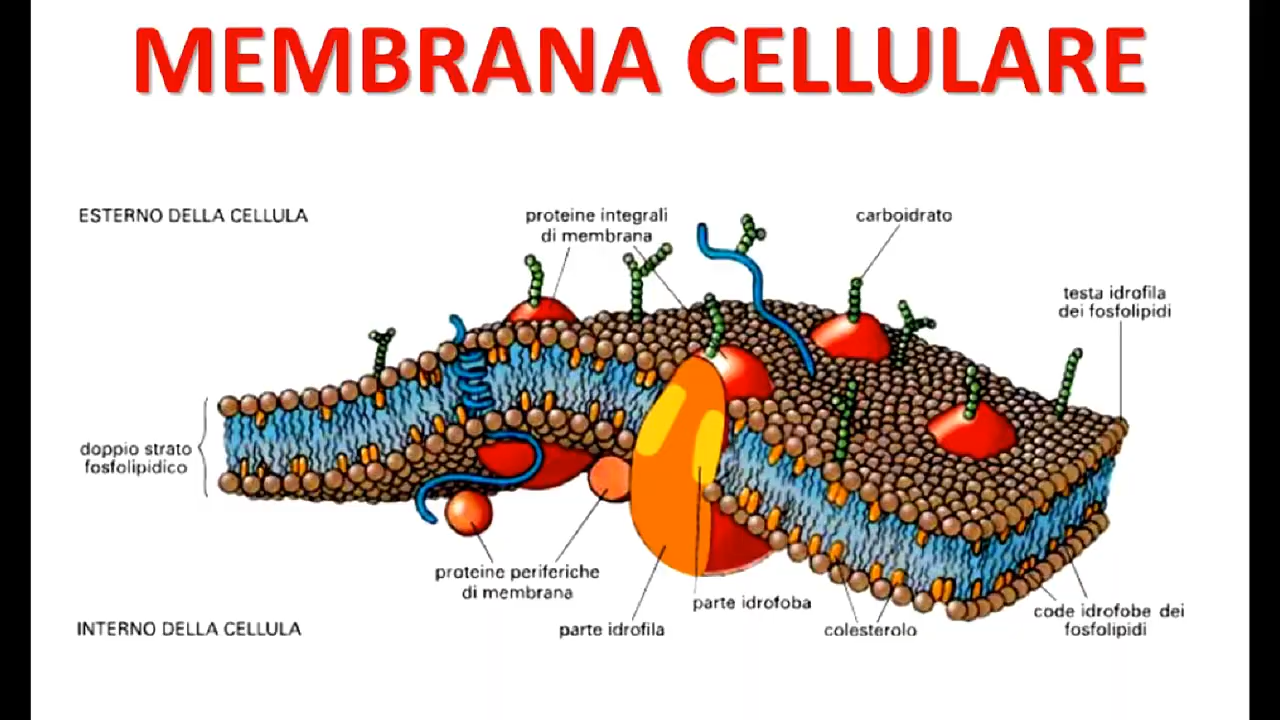 MEMBRANA CELLULARE
ESTERNO DELLA CELLULA
proteine integrali
di membrana
carboidrato
testa idrofila
dei fosfolipidi
doppio strato
fosfolipidico
proteine periferiche
di membrana
parte idrofoba
parte idrofila
colesterolo
code idrofobe dei
fosfolipidi
INTERNO DELLA CELLULA